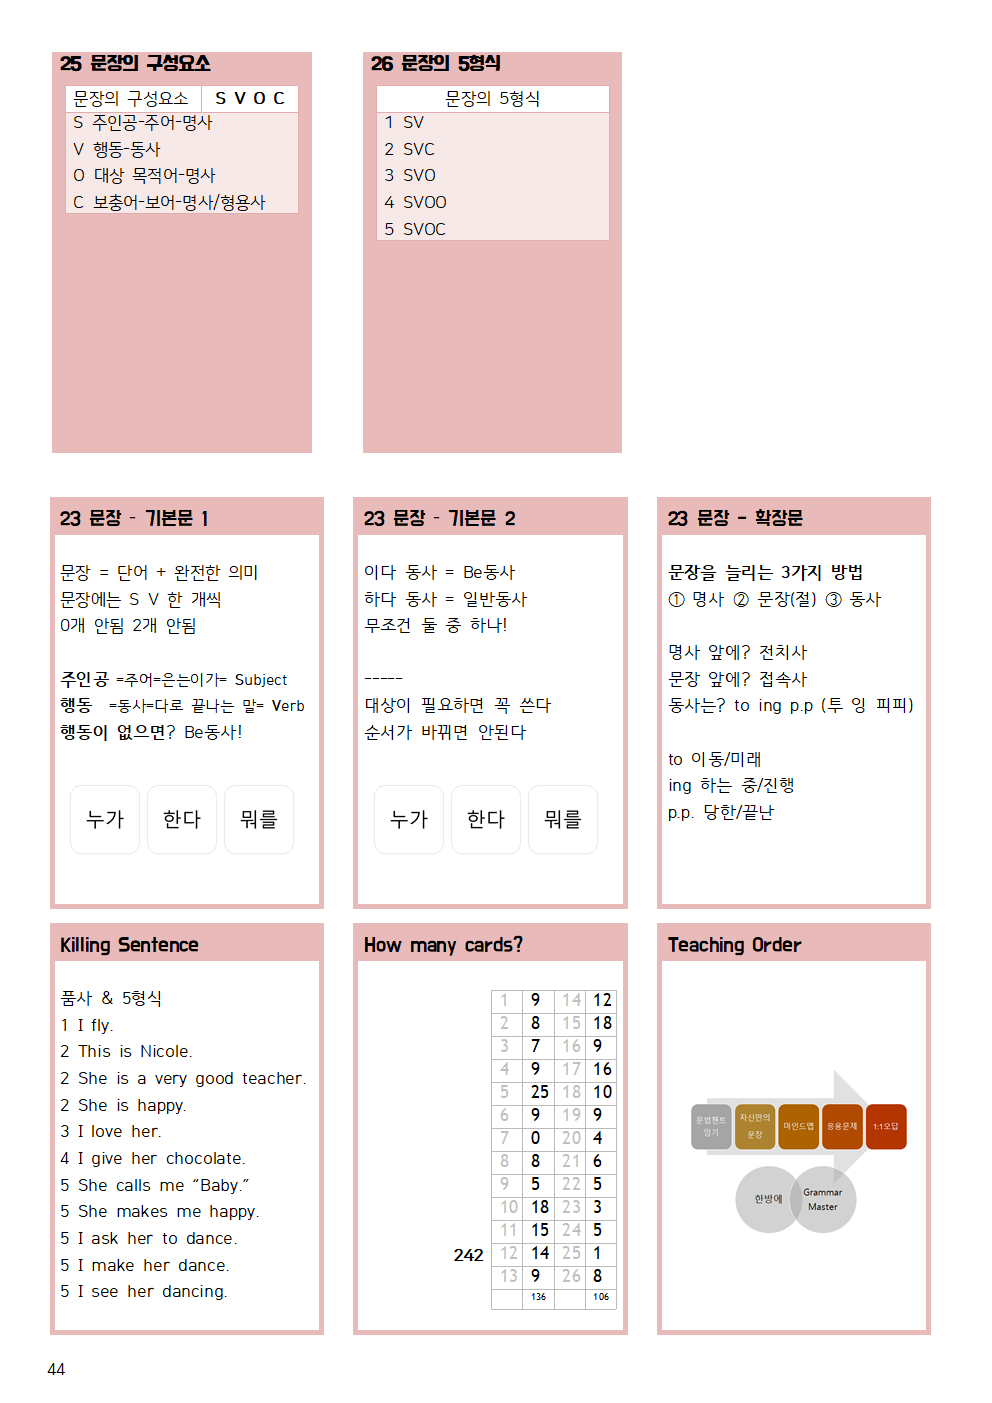 25 문장의 구성요소
문장의 구성요소 S V O C
S 주인공-주어-명사
V 행동-동사
O 대상 목적어-명사
C 보충어-보어-명사/형용사
26 문장의 5형식
문장의 5형식
1 SV
2 SVC
3 SVO
4 SVOO
5 SVOC
23 문장 - 기본문 1
문장 = 단어 + 완전한 의미
문장에는 S V 한 개씩
0개 안됨 2개 안됨
주인공 =주어=은는이가= Subject
행동 =동사=다로 끝나는 말= Verb
행동이 없으면? Be동사!
누가 한다 뭐를
23 문장 - 기본문 2
이다 동사 = Be동사
하다 동사 = 일반동사
무조건 둘 중 하나!
-----
대상이 필요하면 꼭 쓴다
순서가 바뀌면 안된다
누가 한다 뭐를
23 문장 - 확장문
문장을 늘리는 3가지 방법
① 명사 ② 문장(절) ③ 동사
명사 앞에? 전치사
문장 앞에? 접속사
동사는? to ing p.p (투 잉 피피)
to 이동/미래
ing 하는 중/진행
p.p. 당한/끝난
Killing Sentence
품사 & 5형식
1 I fly.
2 This is Nicole.
2 She is a very good teacher.
2 She is happy.
3 I love her.
4 I give her chocolate.
5 She calls me “Baby.”
5 She makes me happy.
5 I ask her to dance.
5 I make her dance.
5 I see her dancing.
How many cards?
1 9 14 12
2 8 15 18
3 7 16 9
4 9 17 16
5 25 18 10
6 9 19 9
7 0 20 4
8 8 21 6
9 5 22 5
10 18 23 3
11 15 24 5
242 12 14 25 1
13 9 26 8
136 106
Teaching Order
문법챈트
암기
자신만의
문장
마인드맵
응용문제
1:1오답
한방에
Grammar
Master
44